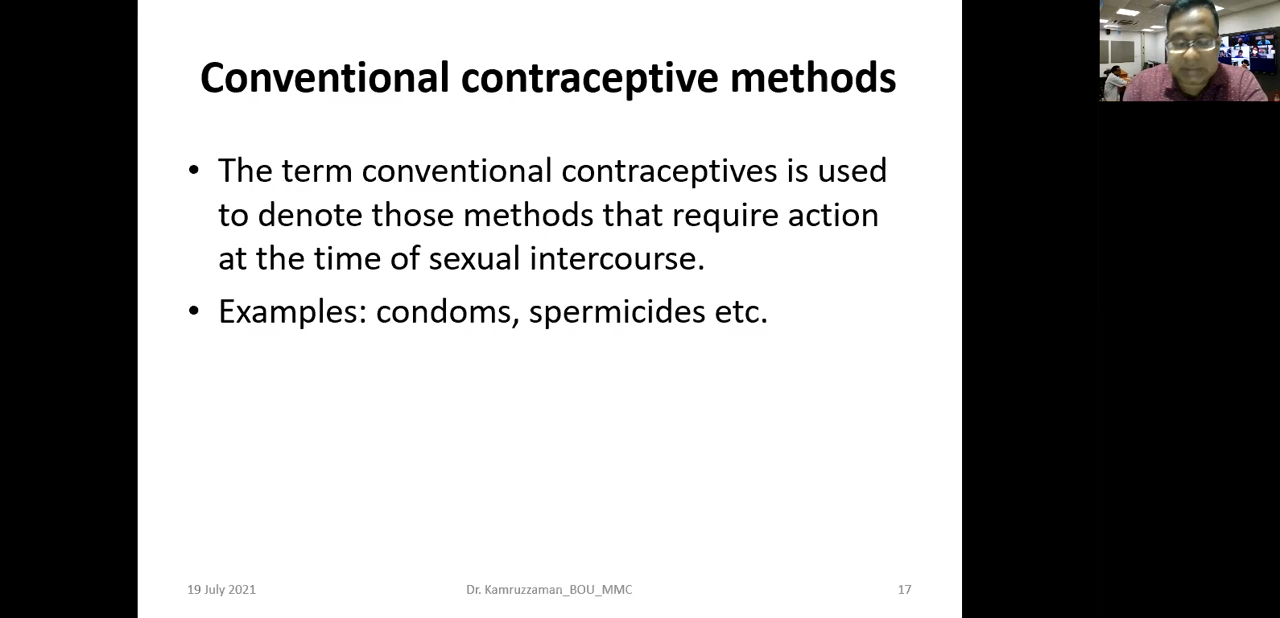 Conventional contraceptive methods
• The term conventional contraceptives is used
to denote those methods that require action
at the time of sexual intercourse.
• Examples: condoms, spermicides etc.
19 July 2021
Dr. Kamruzzaman_BOU_MMC
17